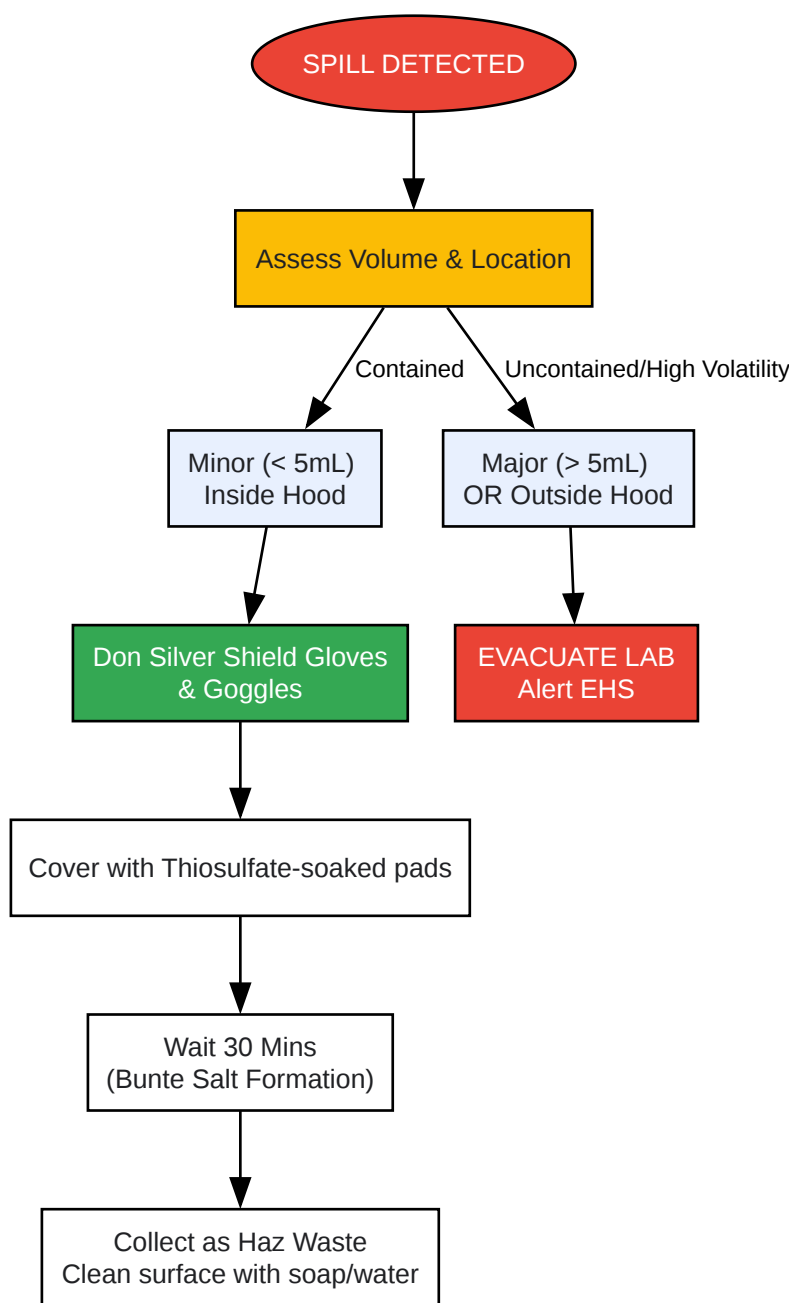 SPILL DETECTED
Assess Volume & Location
Contained
Uncontained/High Volatility
Minor (< 5mL)
Inside Hood
Major (> 5mL)
OR Outside Hood
Don Silver Shield Gloves
& Goggles
EVACUATE LAB
Alert EHS
Cover with Thiosulfate-soaked pads
Wait 30 Mins
(Bunte Salt Formation)
Collect as Haz Waste
Clean surface with soap/water